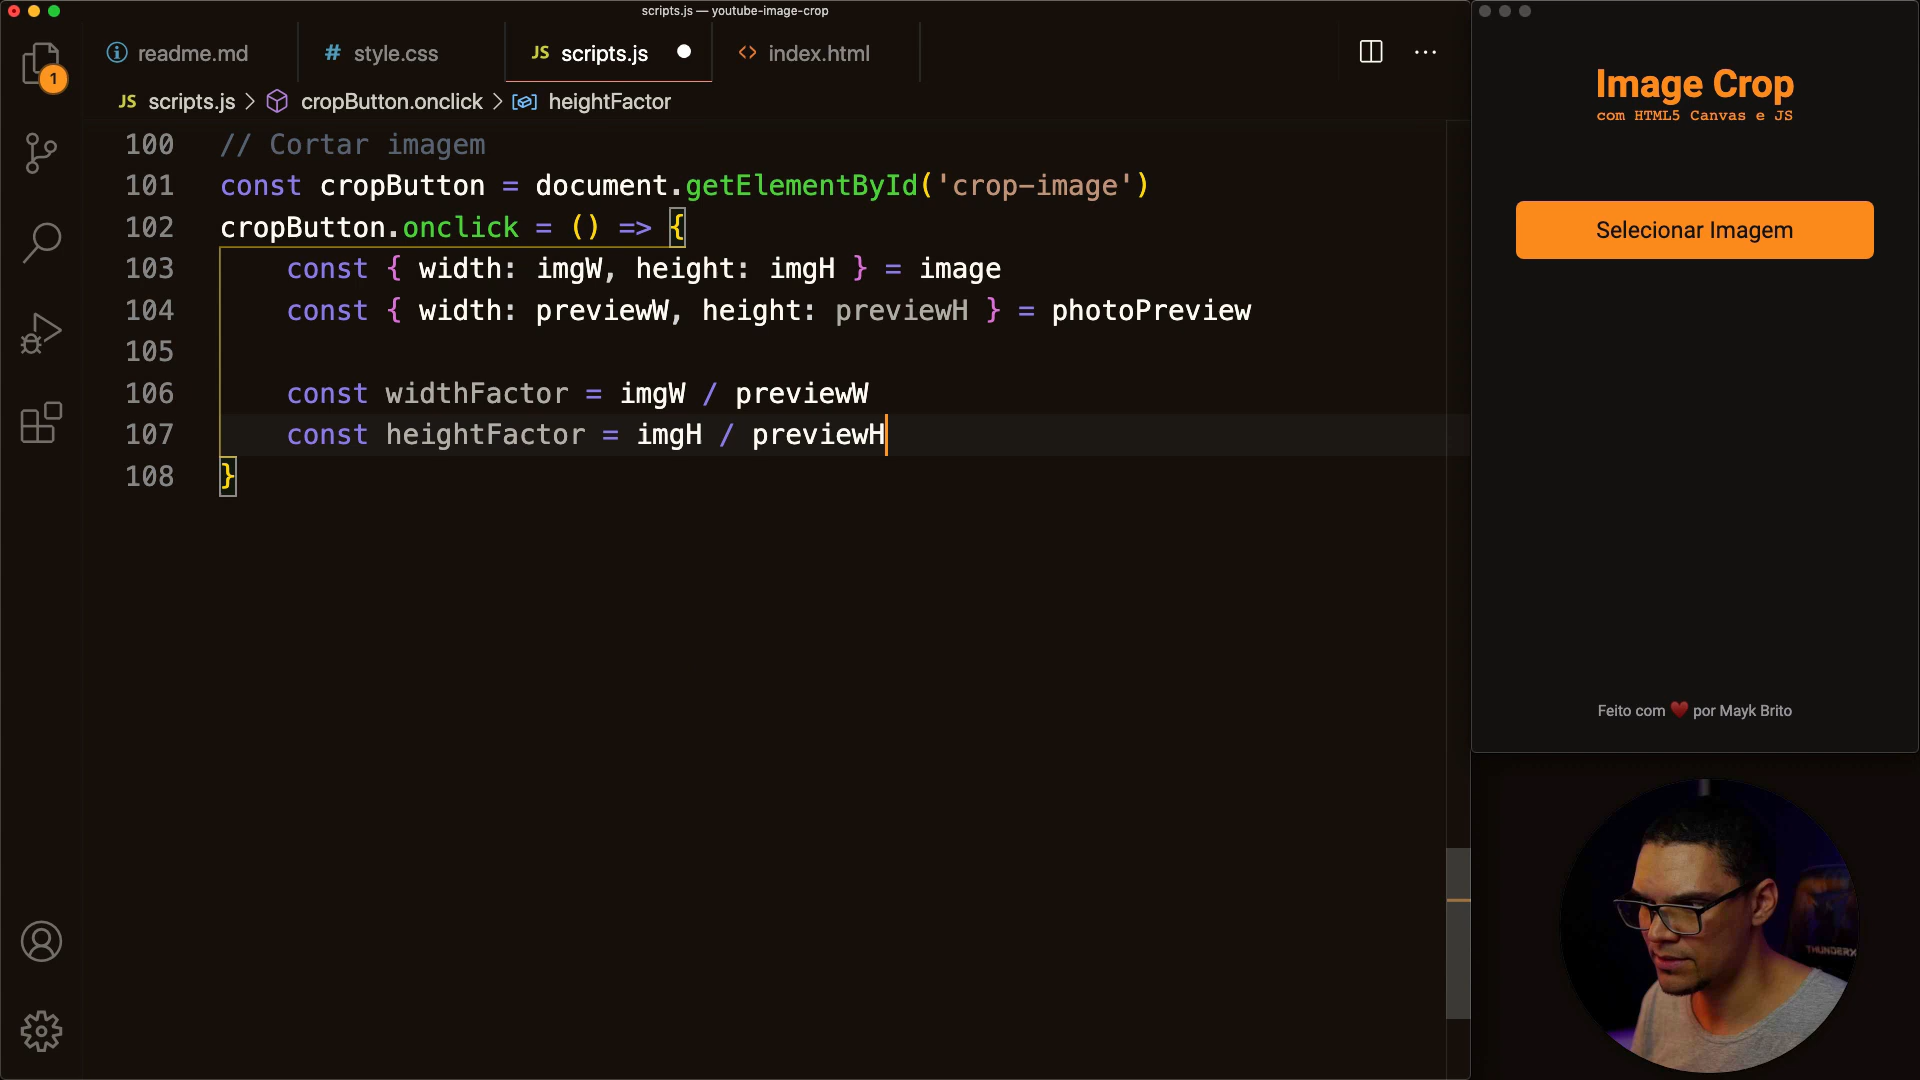 scripts.js — youtube-image-crop
1
readme.md
# style.css
JS scripts.js
<> index.html
JS scripts.js > cropButton.onclick > heightFactor
100 // Cortar imagem
101 const cropButton = document.getElementById('crop-image')
102 cropButton.onclick = () => {
103 const { width: imgW, height: imgH } = image
104 const { width: previewW, height: previewH } = photoPreview
105
106 const widthFactor = imgW / previewW
107 const heightFactor = imgH / previewH
108 }
Image Crop
com HTML5 Canvas e JS
Selecionar Imagem
Feito com ❤️ por Mayk Brito